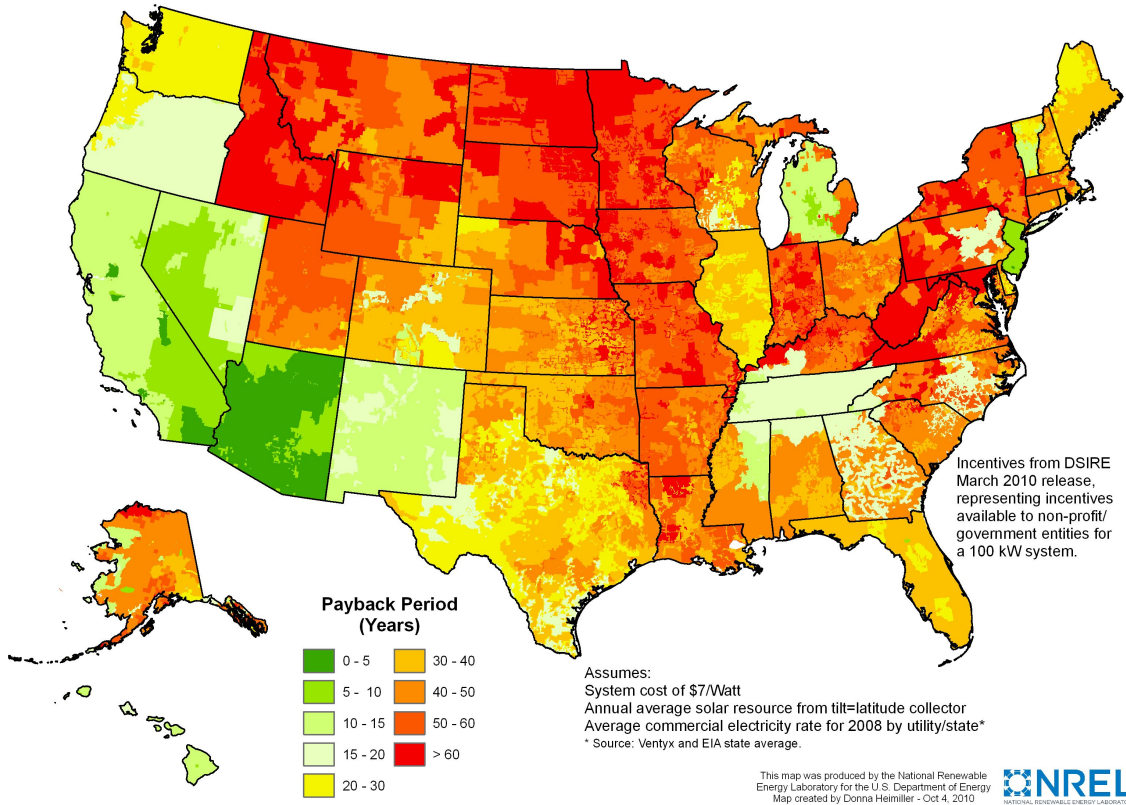 Incentives from DSIRE
March 2010 release,
representing incentives
available to non-profit/
government entities for
a 100 kW system.
Payback Period
(Years)
0 - 5
5 - 10
10 - 15
15 - 20
20 - 30
30 - 40
40 - 50
50 - 60
> 60
Assumes:
System cost of $7/Watt
Annual average solar resource from tilt=latitude collector
Average commercial electricity rate for 2008 by utility/state*
* Source: Ventyx and EIA state average.
This map was produced by the National Renewable
Energy Laboratory for the U.S. Department of Energy
Map created by Donna Heimiller - Oct 4, 2010
NREL
NATIONAL RENEWABLE ENERGY LABORATO